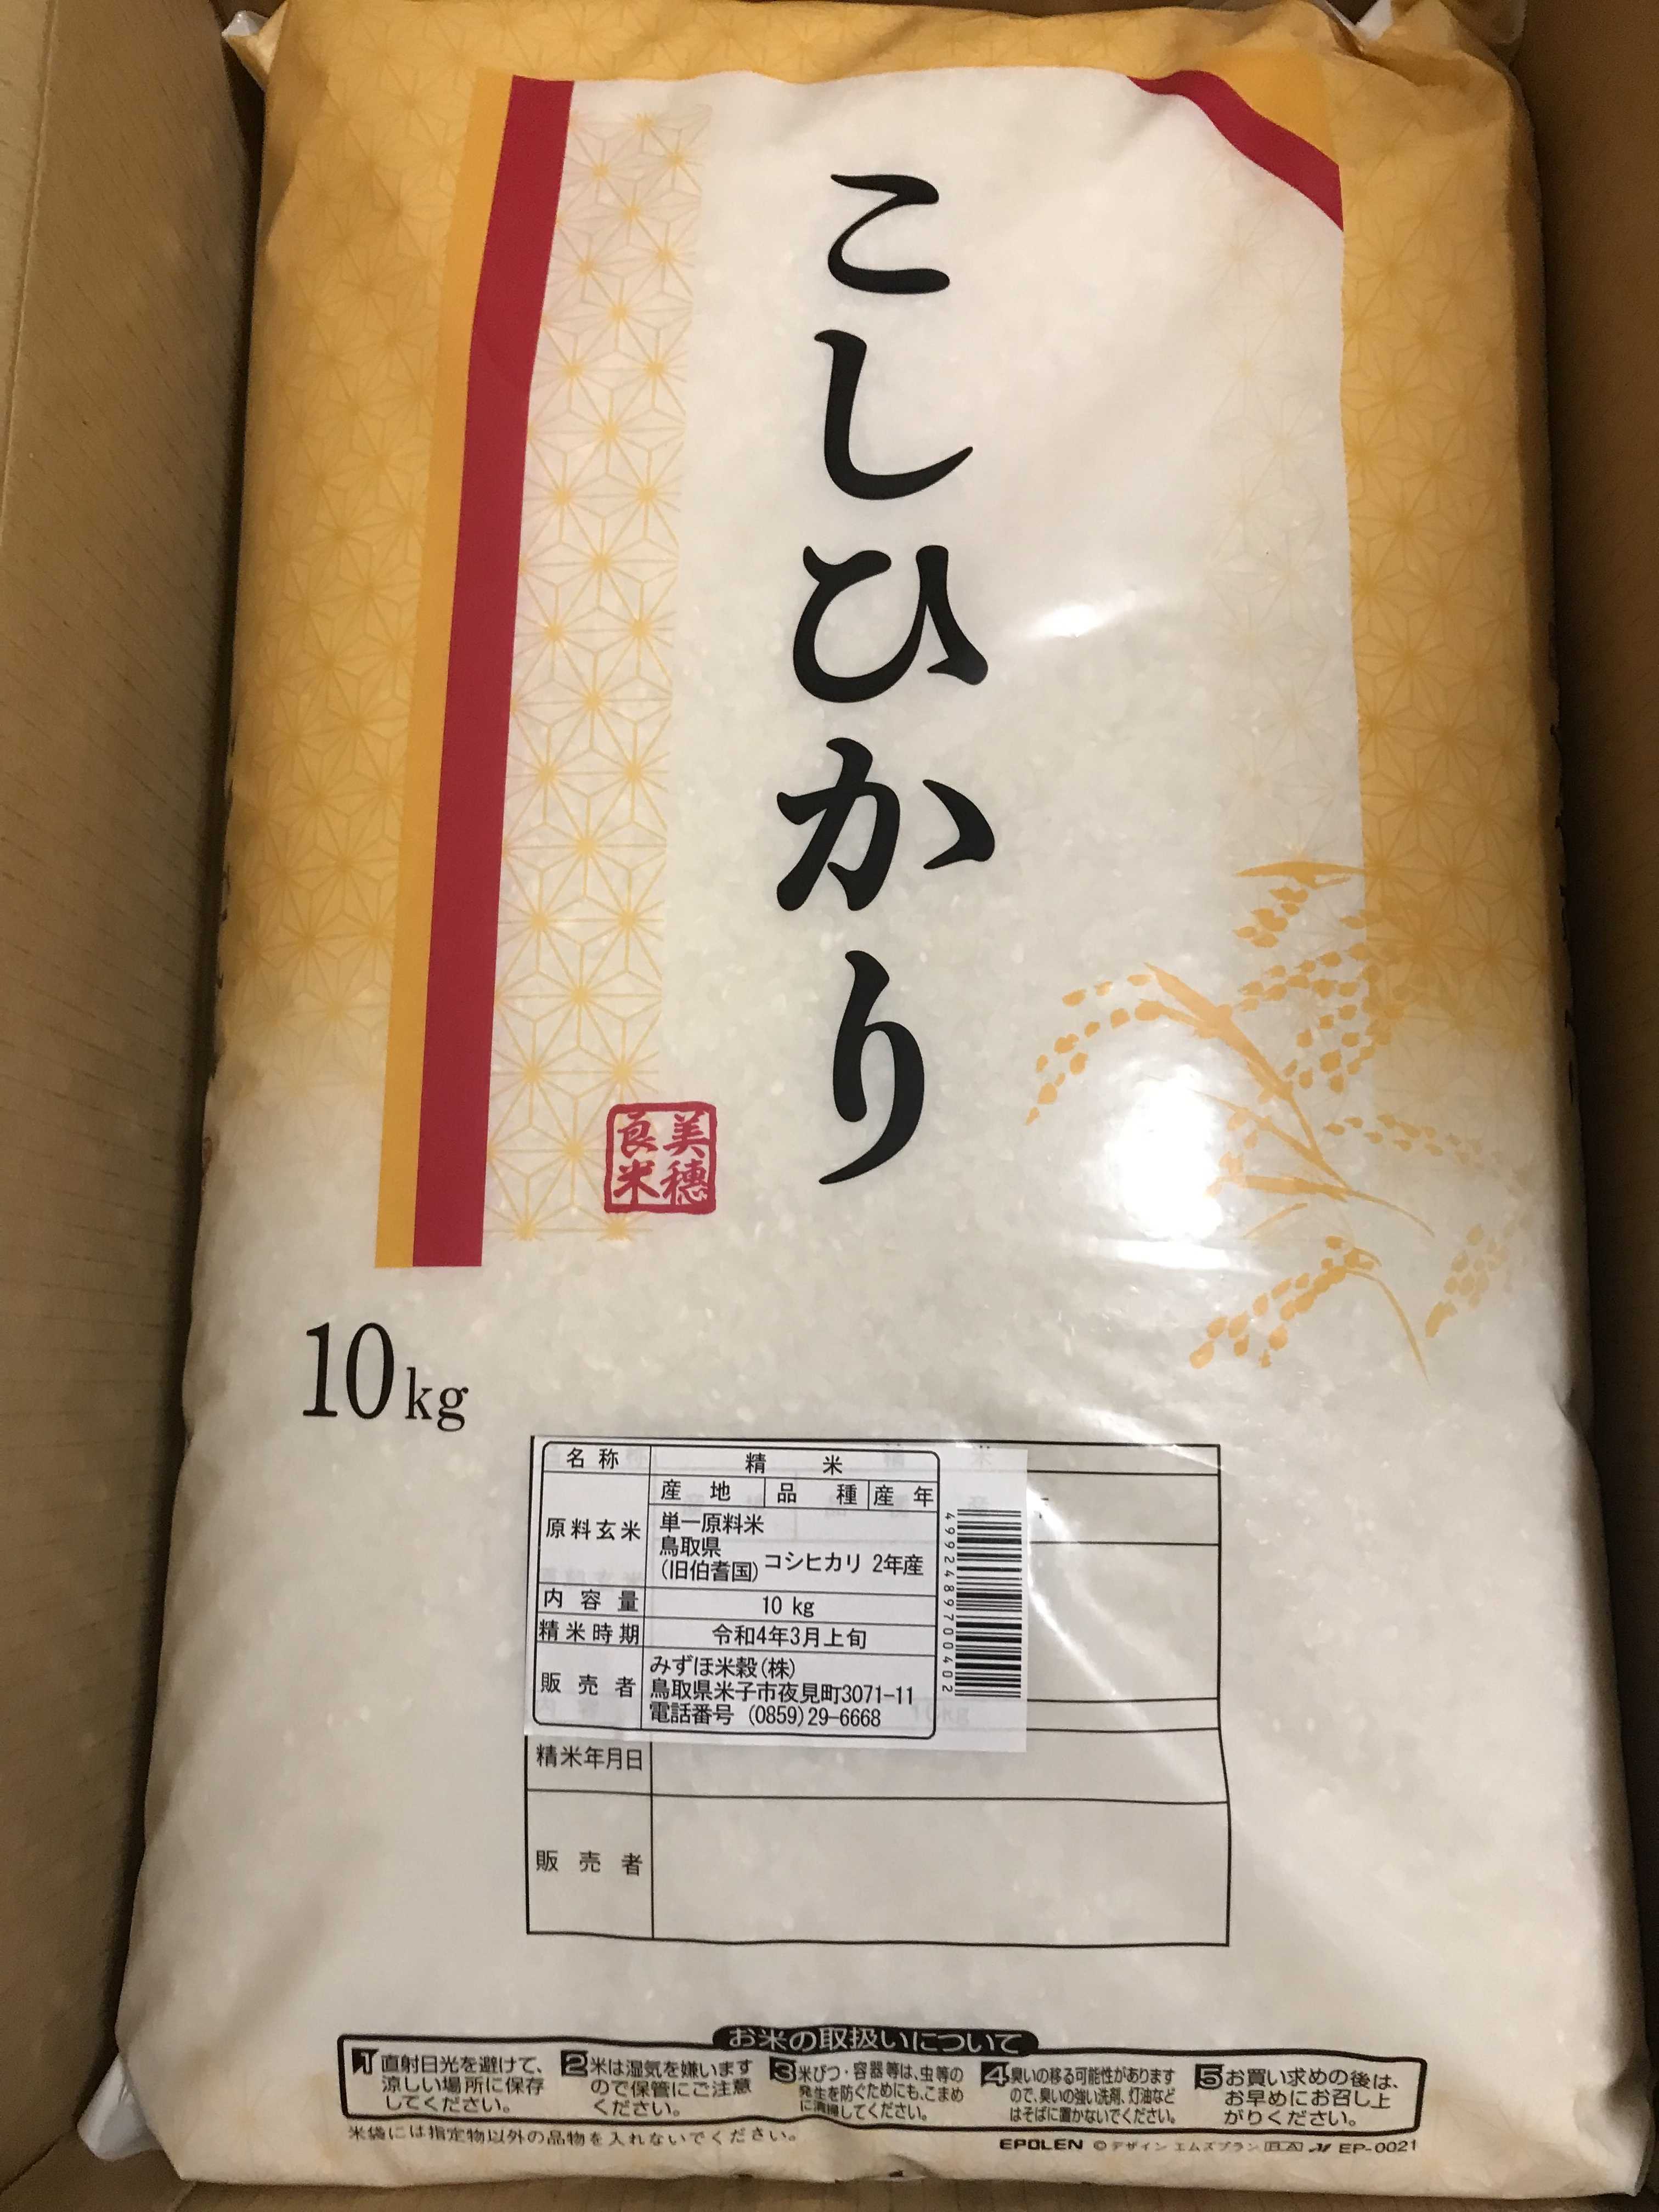 こしひかり
美穂
良米
10kg
名称 精米
産地 品種 産年
原料玄米
単一原料米
鳥取県
(旧伯耆国) コシヒカリ 2年産
内容量 10 kg
精米時期 令和4年3月上旬
販売者
みずほ米穀(株)
鳥取県米子市夜見町3071-11
電話番号 (0859)29-6668
4992489700402
精米年月日
販売者
お米の取扱いについて
1 直射日光を避けて、
涼しい場所に保存
してください。
2 米は湿気を嫌います
ので保管にご注意
ください。
3 米びつ・容器等は、虫等の
発生を防ぐためにも、こまめ
に清掃してください。
4 臭いの移る可能性があります
ので、臭いの強い洗剤、灯油など
はそばに置かないでください。
5 お買い求めの後は、
お早めにお召し上
がりください。
米袋には指定物以外の品物を入れないでください。
EPOLEN ©デザイン エムズプラン EP-0021